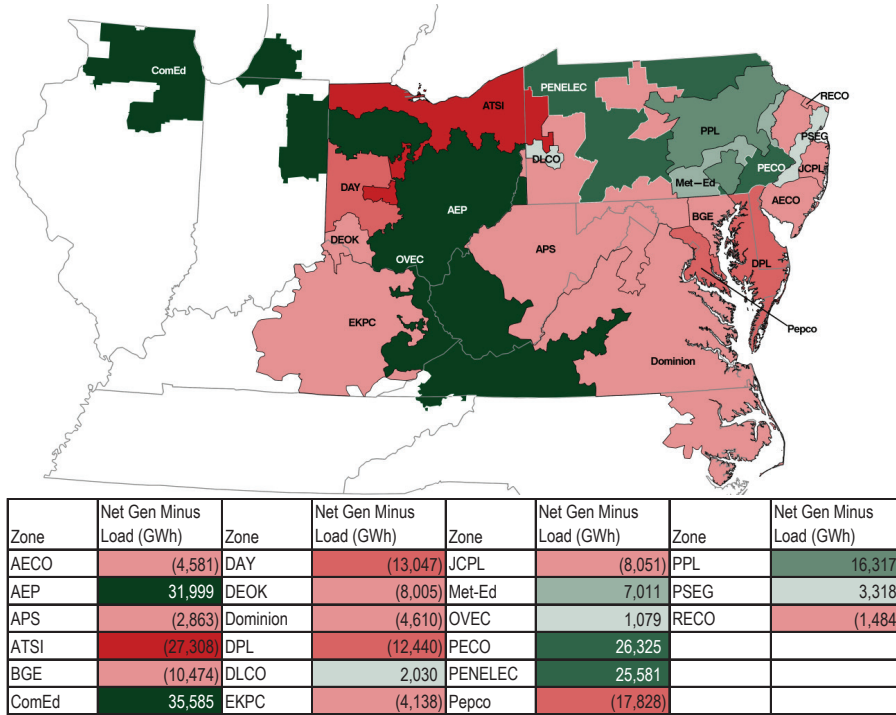 ComEd
PENELEC
RECO
ATSI
PPL
PSEG
DLCO
PECO
JCPL
Met-Ed
DAY
AECO
AEP
BGE
DEOK
APS
OVEC
DPL
EKPC
Pepco
Dominion
Zone Net Gen Minus Load (GWh) Zone Net Gen Minus Load (GWh) Zone Net Gen Minus Load (GWh) Zone Net Gen Minus Load (GWh)
AECO (4,581) DAY (13,047) JCPL (8,051) PPL 16,317
AEP 31,999 DEOK (8,005) Met-Ed 7,011 PSEG 3,318
APS (2,863) Dominion (4,610) OVEC 1,079 RECO (1,484)
ATSI (27,308) DPL (12,440) PECO 26,325
BGE (10,474) DLCO 2,030 PENELEC 25,581
ComEd 35,585 EKPC (4,138) Pepco (17,828)